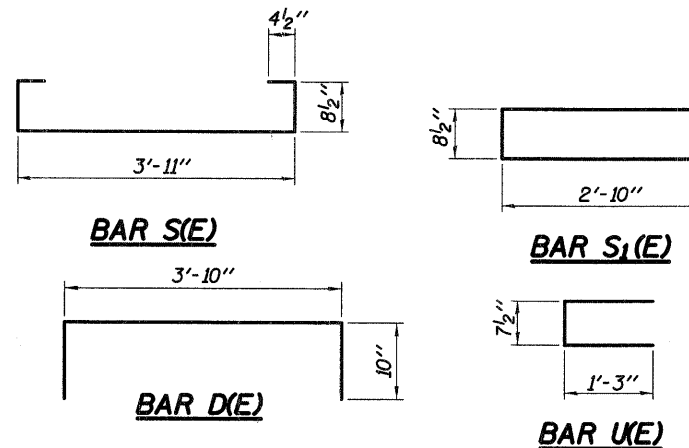 4½"
8½"
3'-11"
BAR S(E)
8½"
2'-10"
BAR S₁(E)
3'-10"
10"
BAR D(E)
7½"
1'-3"
BAR U(E)